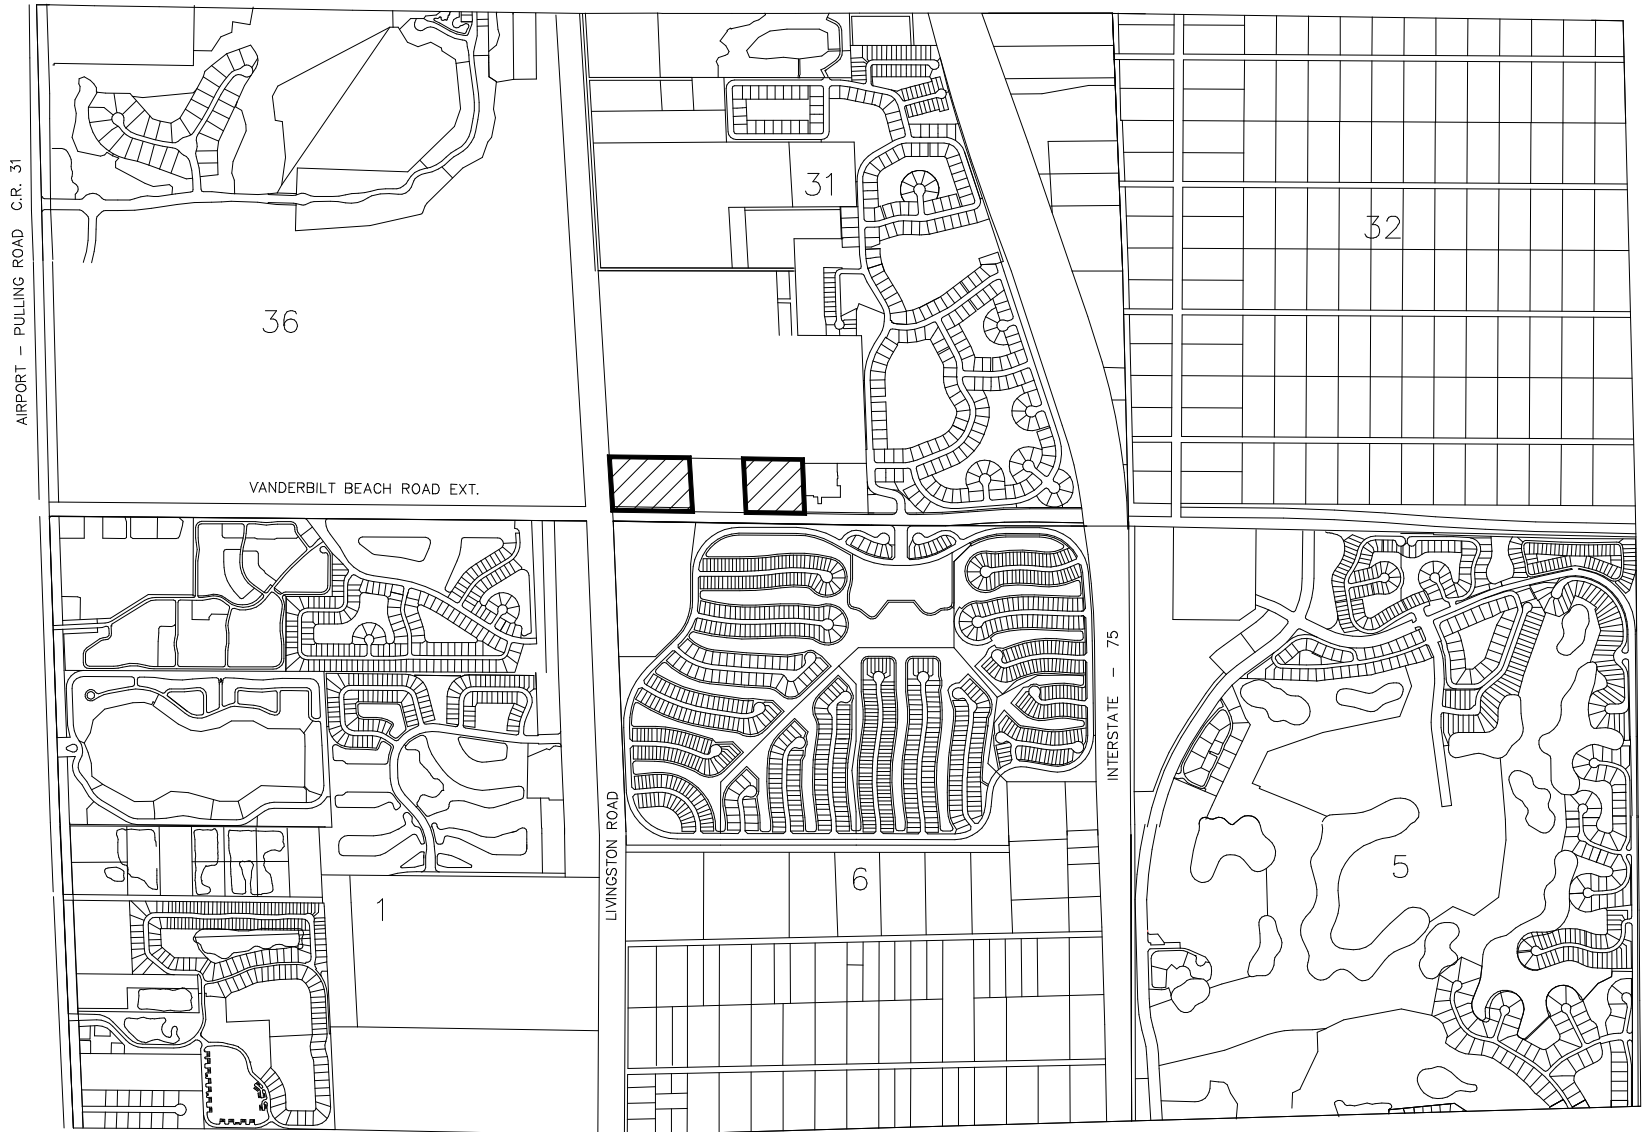 AIRPORT – PULLING ROAD C.R. 31
31
32
36
VANDERBILT BEACH ROAD EXT.
INTERSTATE – 75
LIVINGSTON ROAD
6
5
1